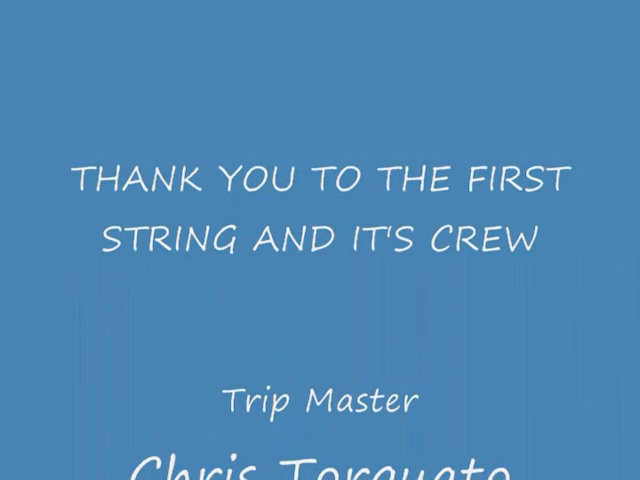 THANK YOU TO THE FIRST
STRING AND IT'S CREW
Trip Master
Chris Torquato